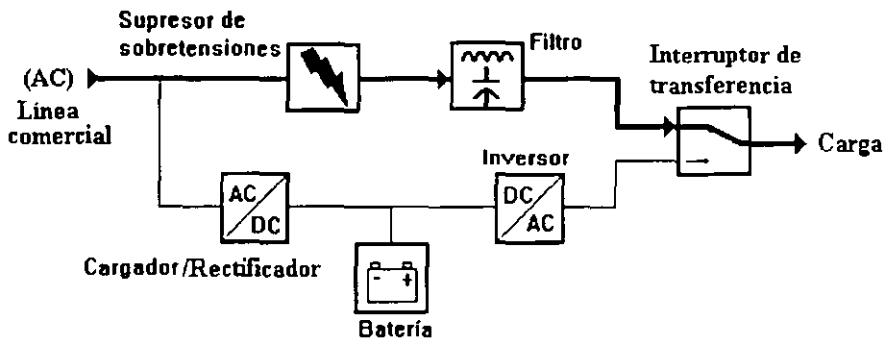 Supresor de
sobretensiones
Filtro
Interruptor de
transferencia
(AC)
Línea
comercial
Carga
Inversor
AC
DC
DC
AC
Cargador/Rectificador
- +
Batería